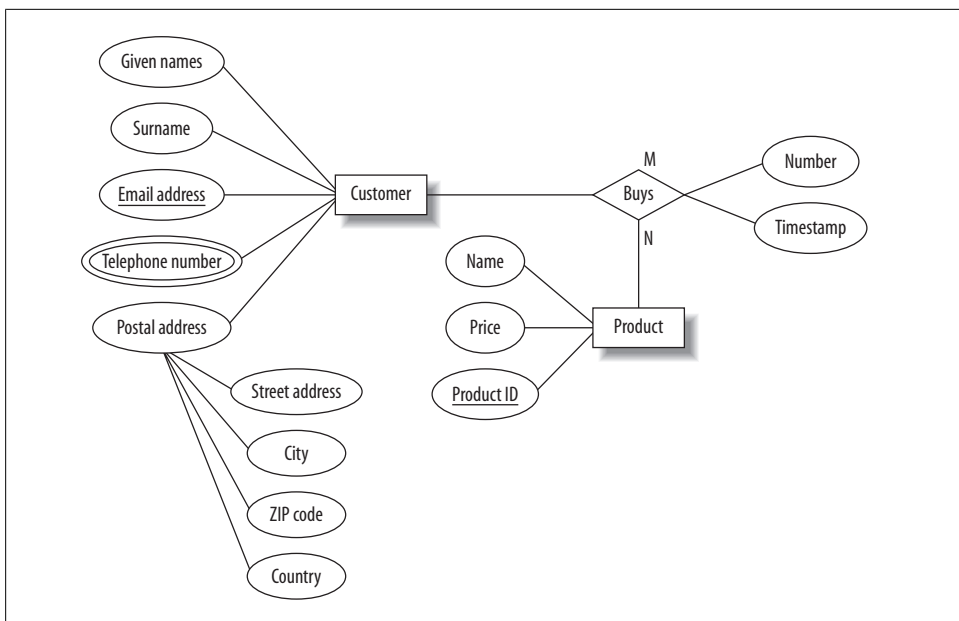 Given names
Surname
Email address
Telephone number
Postal address
Street address
City
ZIP code
Country
Customer
M
Buys
N
Number
Timestamp
Name
Price
Product ID
Product